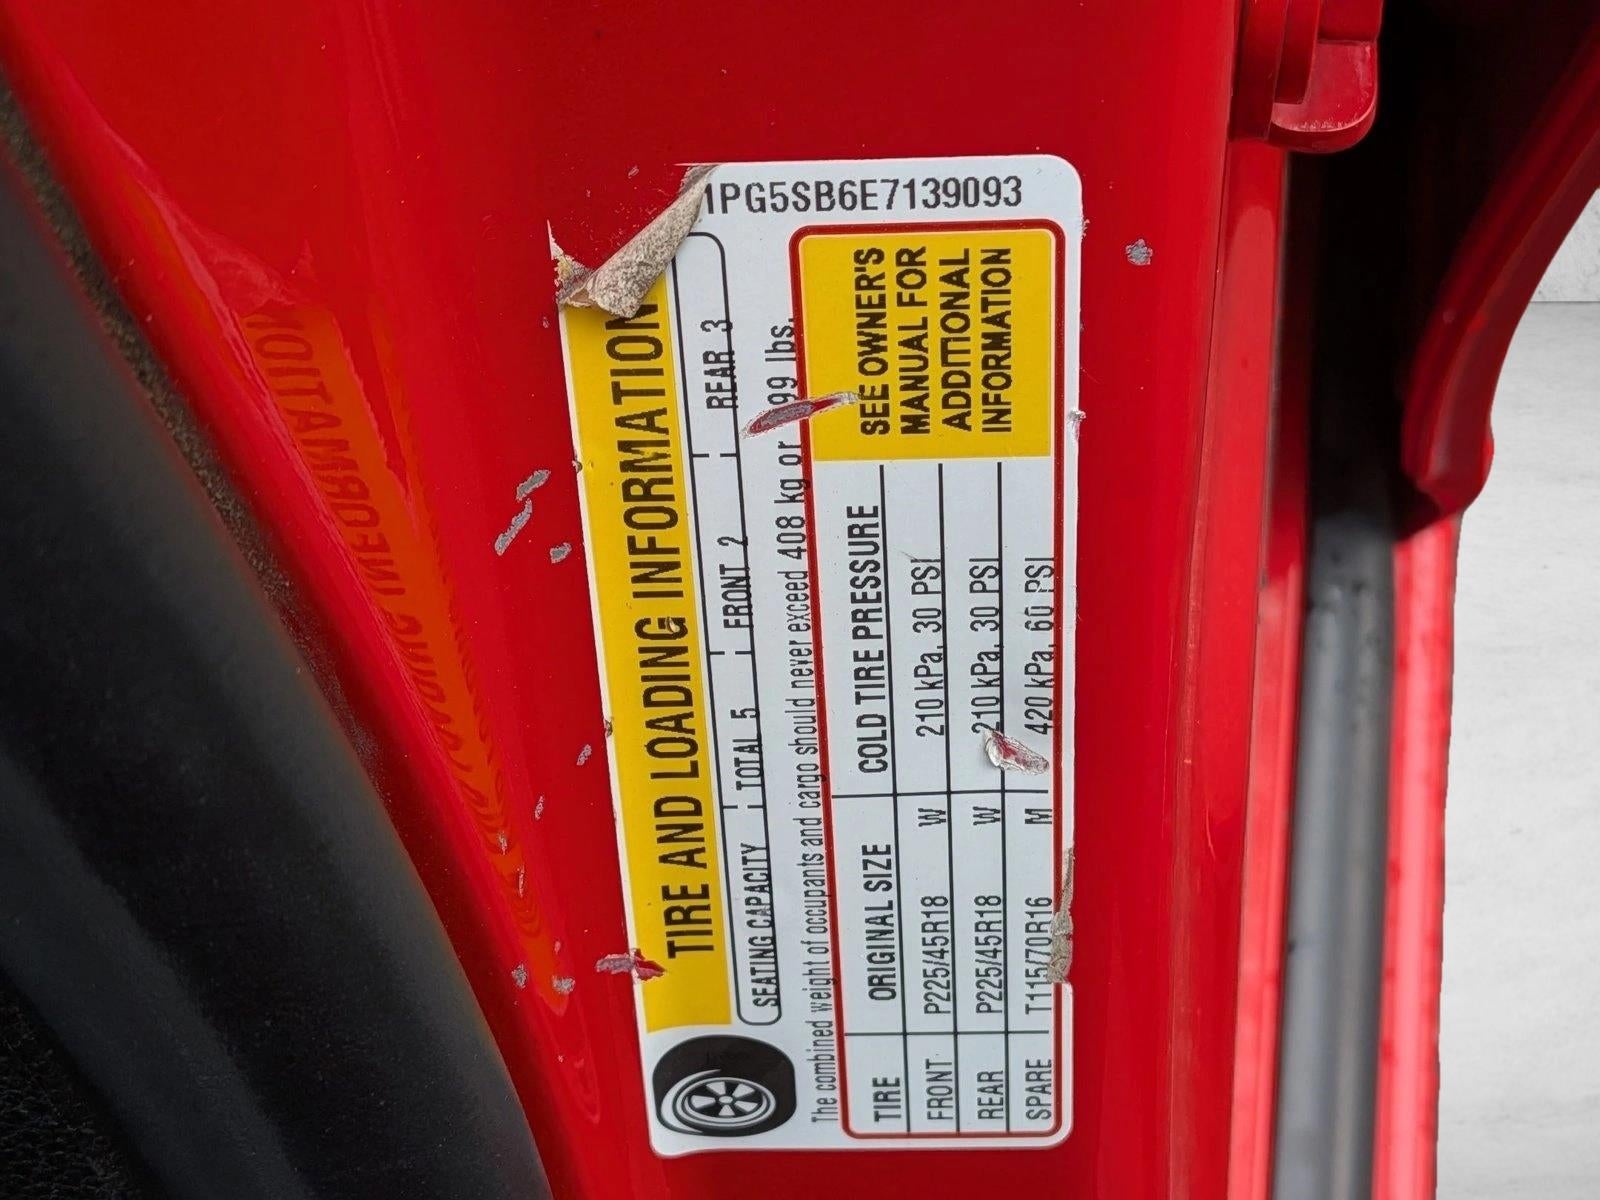 1PG5SB6E7139093
TIRE AND LOADING INFORMATION
SEATING CAPACITY TOTAL 5 FRONT 2 REAR 3
The combined weight of occupants and cargo should never exceed 408 kg or 99 lbs.
TIRE ORIGINAL SIZE COLD TIRE PRESSURE
FRONT P225/45R18 W 210 kPa, 30 PSI
REAR P225/45R18 W 210 kPa, 30 PSI
SPARE T115/70R16 M 420 kPa, 60 PSI
SEE OWNER'S
MANUAL FOR
ADDITIONAL
INFORMATION